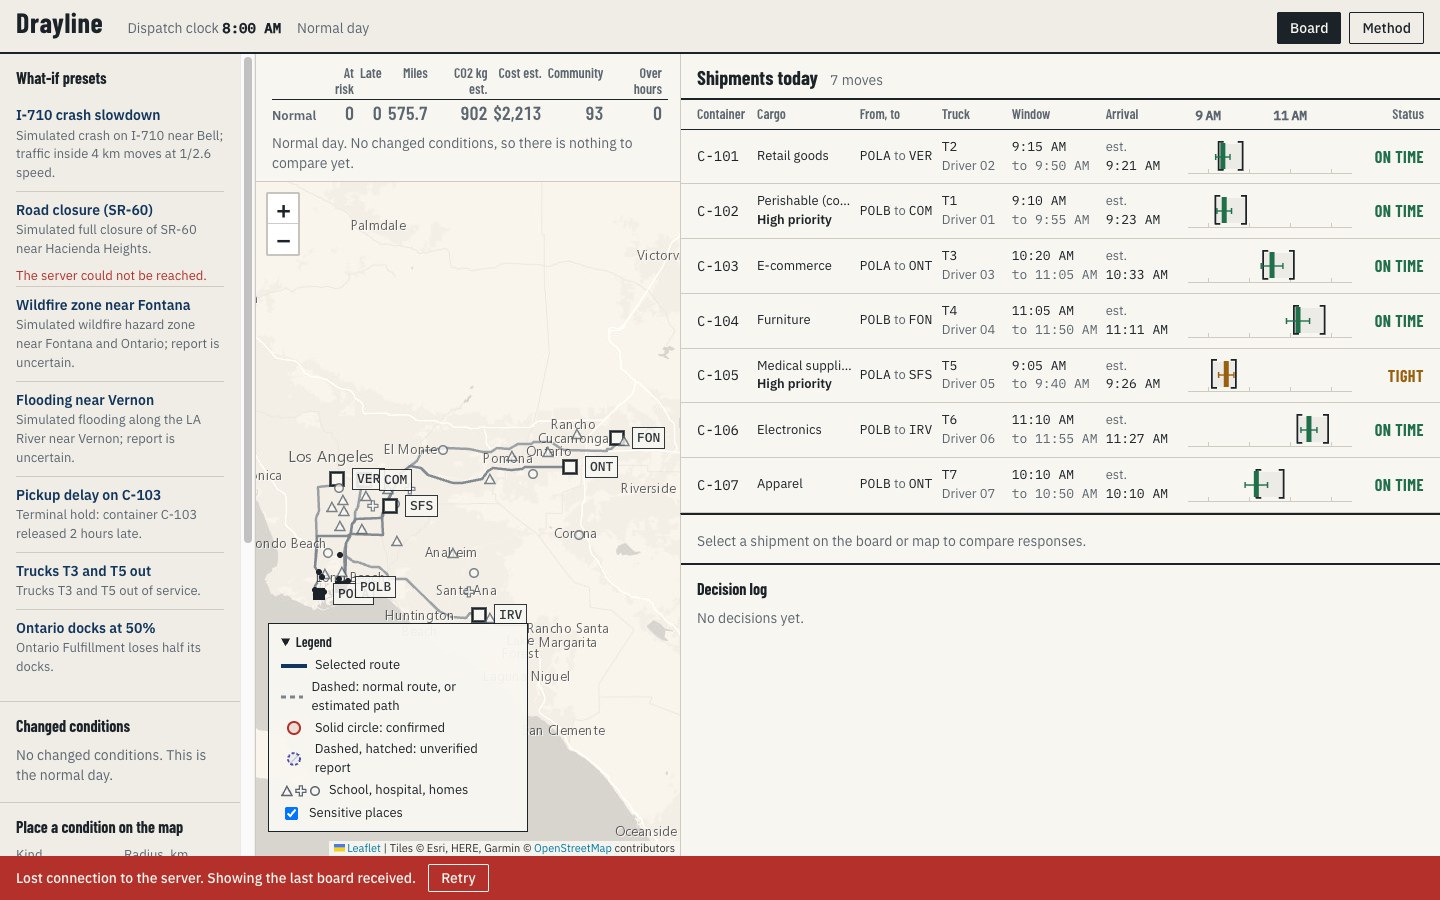 Drayline
Dispatch clock 8:00 AM Normal day
Board
Method
What-if presets
I-710 crash slowdown
Simulated crash on I-710 near Bell;
traffic inside 4 km moves at 1/2.6
speed.
Road closure (SR-60)
Simulated full closure of SR-60
near Hacienda Heights.
The server could not be reached.
Wildfire zone near Fontana
Simulated wildfire hazard zone
near Fontana and Ontario; report is
uncertain.
Flooding near Vernon
Simulated flooding along the LA
River near Vernon; report is
uncertain.
Pickup delay on C-103
Terminal hold: container C-103
released 2 hours late.
Trucks T3 and T5 out
Trucks T3 and T5 out of service.
Ontario docks at 50%
Ontario Fulfillment loses half its
docks.
Changed conditions
No changed conditions. This is
the normal day.
Place a condition on the map
Kind Radius, km
At risk Late Miles CO2 kg est. Cost est. Community Over hours
Normal 0 0 575.7 902 $2,213 93 0
Normal day. No changed conditions, so there is nothing to
compare yet.
+
−
Palmdale
Victorv
Rancho
Cucamonga
FON
El Monte
Pomona
Ontario
Los Angeles
ONT
nica
VER
COM
Riverside
SFS
Corona
ondo Beach
Anaheim
POLB
Santa Ana
Huntington
IRV
Rancho Santa
Margarita
Niguel
an Clemente
Oceanside
▼ Legend
Selected route
Dashed: normal route, or
estimated path
Solid circle: confirmed
Dashed, hatched: unverified
report
School, hospital, homes
Sensitive places
Leaflet | Tiles © Esri, HERE, Garmin © OpenStreetMap contributors
Shipments today 7 moves
Container Cargo From, to Truck Window Arrival 9 AM 11 AM Status
C-101 Retail goods POLA to VER T2 Driver 02 9:15 AM to 9:50 AM est. 9:21 AM ON TIME
C-102 Perishable (co… High priority POLB to COM T1 Driver 01 9:10 AM to 9:55 AM est. 9:23 AM ON TIME
C-103 E-commerce POLA to ONT T3 Driver 03 10:20 AM to 11:05 AM est. 10:33 AM ON TIME
C-104 Furniture POLB to FON T4 Driver 04 11:05 AM to 11:50 AM est. 11:11 AM ON TIME
C-105 Medical suppli… High priority POLA to SFS T5 Driver 05 9:05 AM to 9:40 AM est. 9:26 AM TIGHT
C-106 Electronics POLB to IRV T6 Driver 06 11:10 AM to 11:55 AM est. 11:27 AM ON TIME
C-107 Apparel POLB to ONT T7 Driver 07 10:10 AM to 10:50 AM est. 10:10 AM ON TIME
Select a shipment on the board or map to compare responses.
Decision log
No decisions yet.
Lost connection to the server. Showing the last board received.
Retry